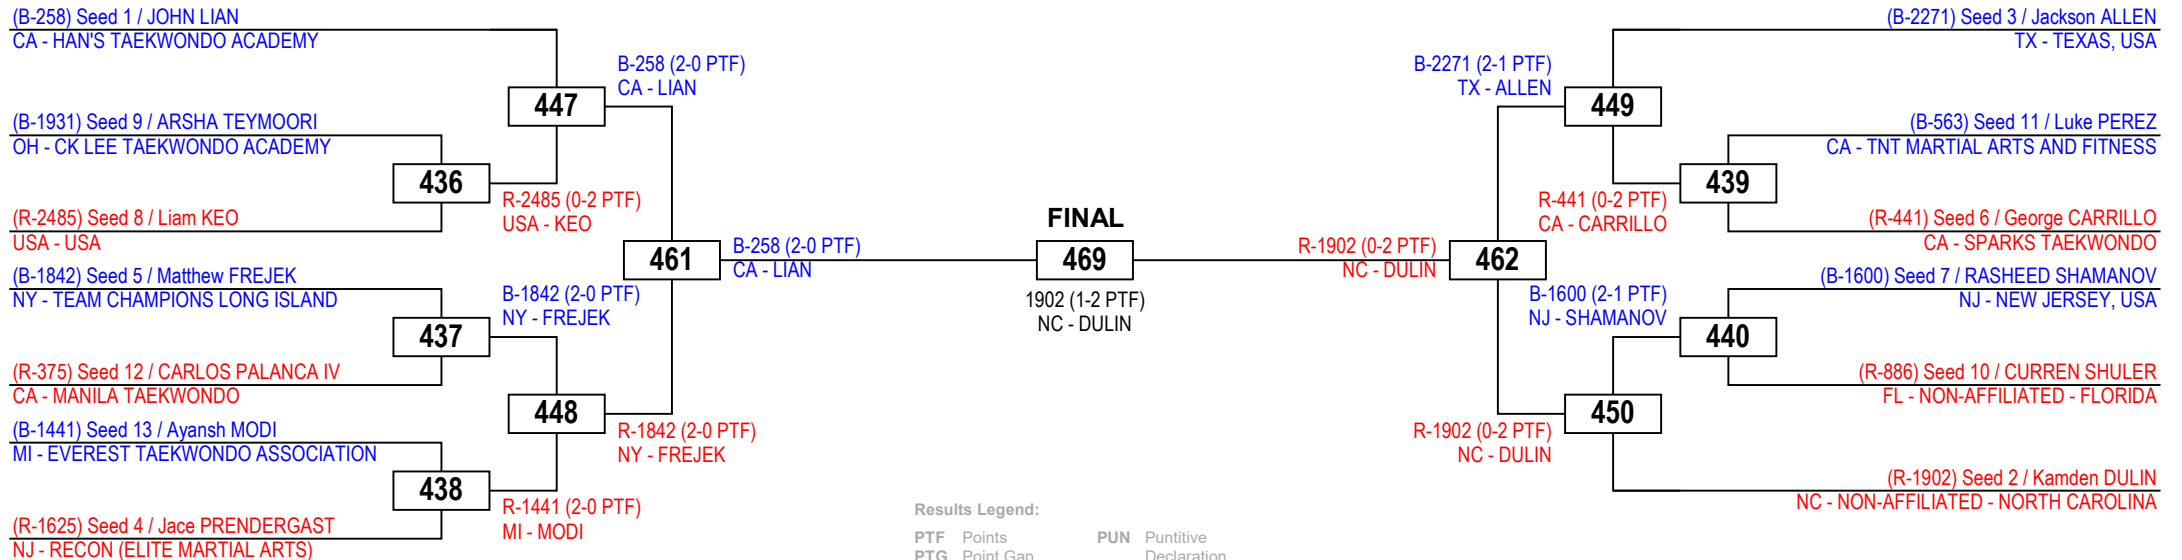 (B-258) Seed 1 / JOHN LIAN
CA - HAN'S TAEKWONDO ACADEMY
(B-1931) Seed 9 / ARSHA TEYMOORI
OH - CK LEE TAEKWONDO ACADEMY
(R-2485) Seed 8 / Liam KEO
USA - USA
(B-1842) Seed 5 / Matthew FREJEK
NY - TEAM CHAMPIONS LONG ISLAND
(R-375) Seed 12 / CARLOS PALANCA IV
CA - MANILA TAEKWONDO
(B-1441) Seed 13 / Ayansh MODI
MI - EVEREST TAEKWONDO ASSOCIATION
(R-1625) Seed 4 / Jace PRENDERGAST
NJ - RECON (ELITE MARTIAL ARTS)
436
437
438
R-2485 (0-2 PTF)
USA - KEO
B-1842 (2-0 PTF)
NY - FREJEK
R-1441 (2-0 PTF)
MI - MODI
447
448
B-258 (2-0 PTF)
CA - LIAN
R-1842 (2-0 PTF)
NY - FREJEK
461
B-258 (2-0 PTF)
CA - LIAN
FINAL
469
1902 (1-2 PTF)
NC - DULIN
R-1902 (0-2 PTF)
NC - DULIN
462
B-2271 (2-1 PTF)
TX - ALLEN
R-1902 (0-2 PTF)
NC - DULIN
449
450
R-441 (0-2 PTF)
CA - CARRILLO
B-1600 (2-1 PTF)
NJ - SHAMANOV
439
440
(B-2271) Seed 3 / Jackson ALLEN
TX - TEXAS, USA
(B-563) Seed 11 / Luke PEREZ
CA - TNT MARTIAL ARTS AND FITNESS
(R-441) Seed 6 / George CARRILLO
CA - SPARKS TAEKWONDO
(B-1600) Seed 7 / RASHEED SHAMANOV
NJ - NEW JERSEY, USA
(R-886) Seed 10 / CURREN SHULER
FL - NON-AFFILIATED - FLORIDA
(R-1902) Seed 2 / Kamden DULIN
NC - NON-AFFILIATED - NORTH CAROLINA
Results Legend:
PTF Points
PUN Puntitive
PTG Point Gap
Declaration